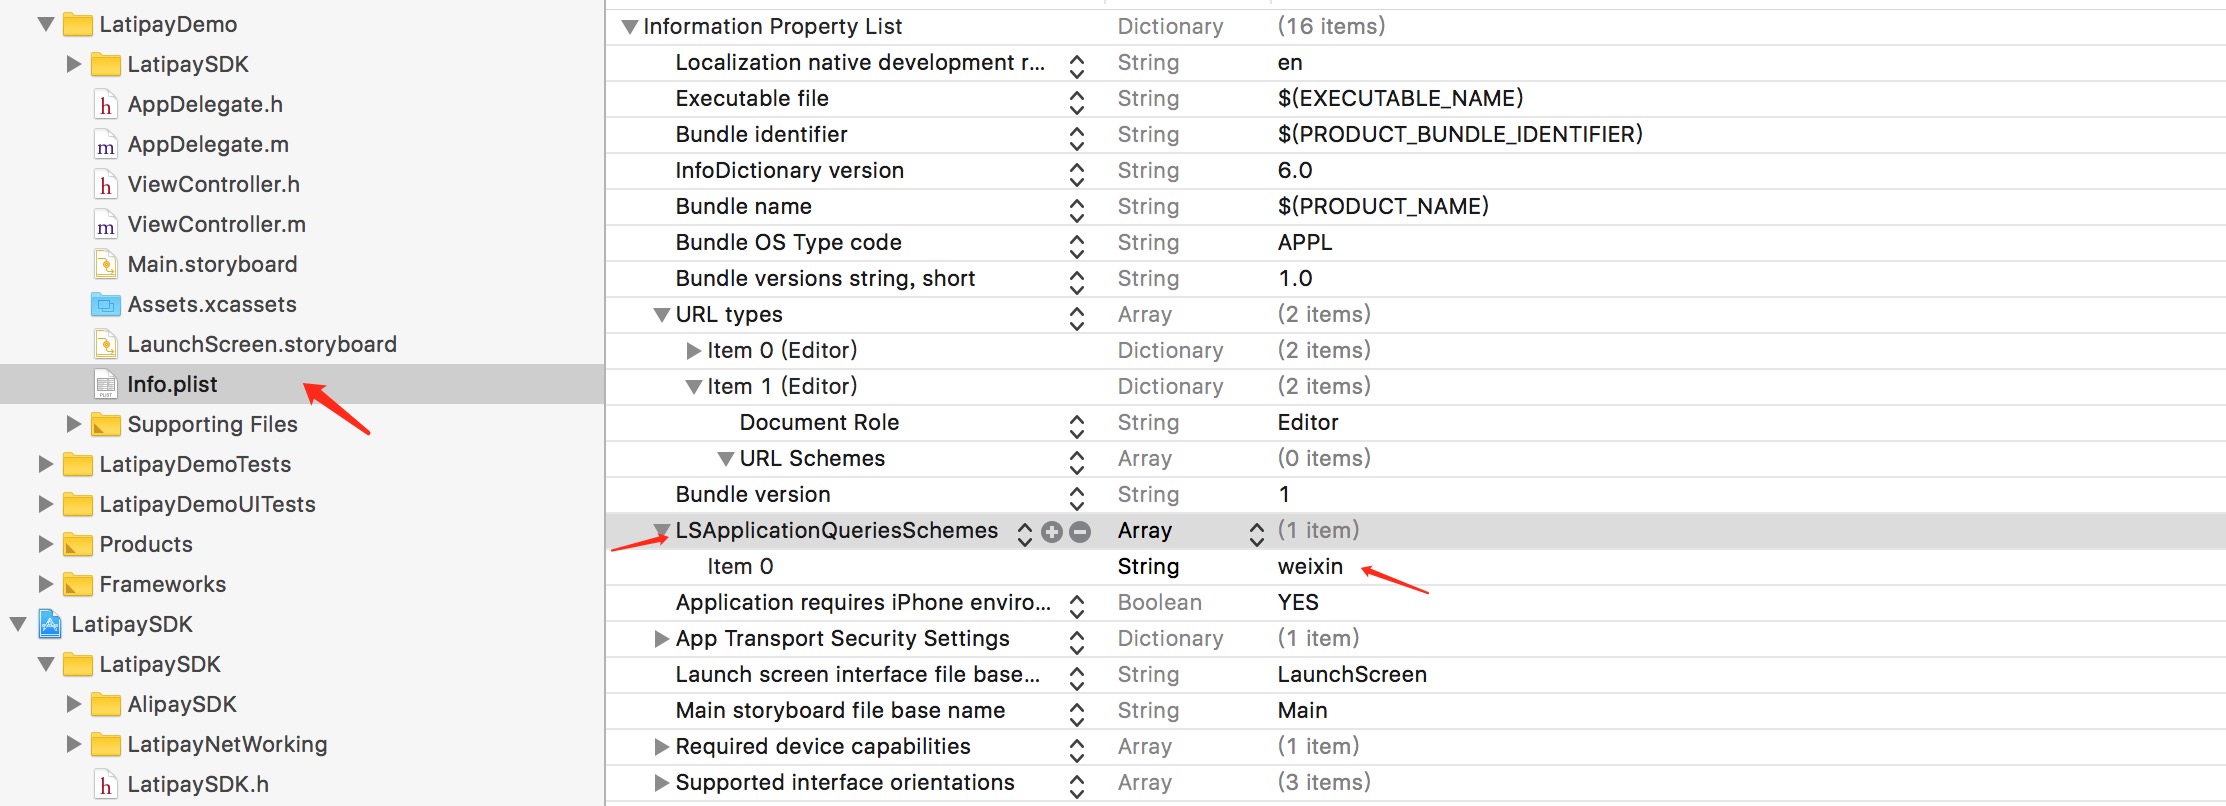 LatipayDemo
LatipaySDK
AppDelegate.h
AppDelegate.m
ViewController.h
ViewController.m
Main.storyboard
Assets.xcassets
LaunchScreen.storyboard
Info.plist
Supporting Files
LatipayDemoTests
LatipayDemoUITests
Products
Frameworks
LatipaySDK
LatipaySDK
AlipaySDK
LatipayNetWorking
LatipaySDK.h
Information Property List Dictionary (16 items)
Localization native development r... String en
Executable file String $(EXECUTABLE_NAME)
Bundle identifier String $(PRODUCT_BUNDLE_IDENTIFIER)
InfoDictionary version String 6.0
Bundle name String $(PRODUCT_NAME)
Bundle OS Type code String APPL
Bundle versions string, short String 1.0
URL types Array (2 items)
Item 0 (Editor) Dictionary (2 items)
Item 1 (Editor) Dictionary (2 items)
Document Role String Editor
URL Schemes Array (0 items)
Bundle version String 1
LSApplicationQueriesSchemes Array (1 item)
Item 0 String weixin
Application requires iPhone enviro... Boolean YES
App Transport Security Settings Dictionary (1 item)
Launch screen interface file base... String LaunchScreen
Main storyboard file base name String Main
Required device capabilities Array (1 item)
Supported interface orientations Array (3 items)